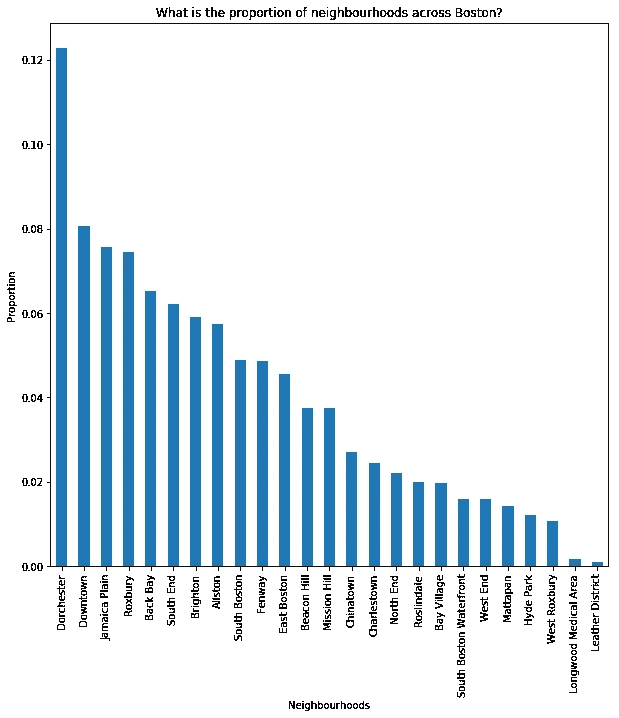 What is the proportion of neighbourhoods across Boston?
0.12
0.10
0.08
0.06
0.04
0.02
0.00
Proportion
Dorchester
Downtown
Jamaica Plain
Roxbury
Back Bay
South End
Brighton
Allston
South Boston
Fenway
East Boston
Beacon Hill
Mission Hill
Chinatown
Charlestown
North End
Roslindale
Bay Village
South Boston Waterfront
West End
Mattapan
Hyde Park
West Roxbury
Longwood Medical Area
Leather District
Neighbourhoods